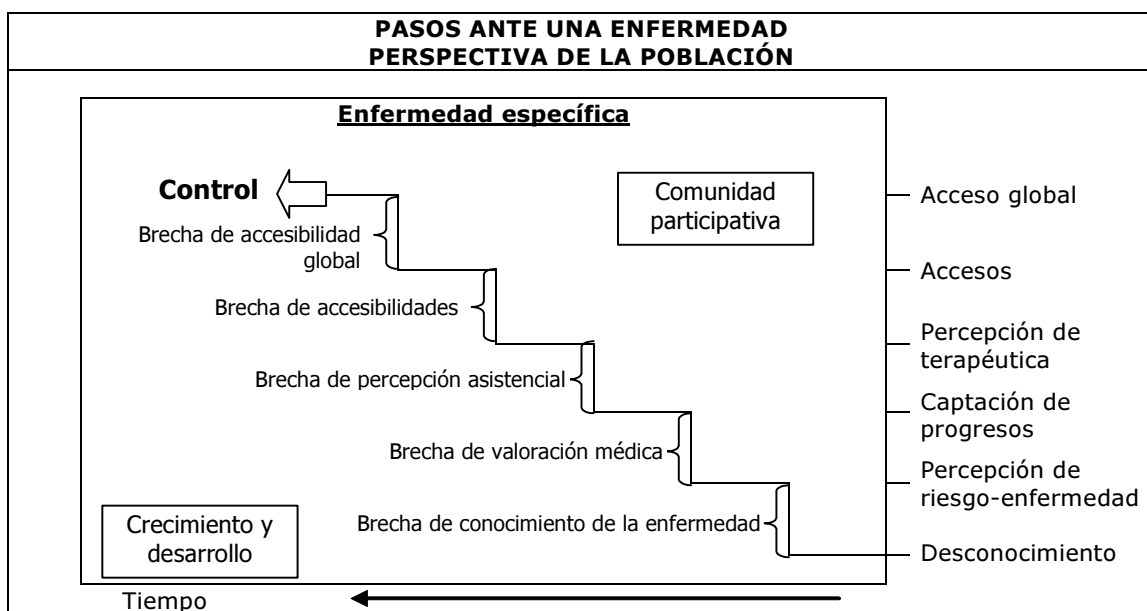 PASOS ANTE UNA ENFERMEDAD
PERSPECTIVA DE LA POBLACIÓN
Enfermedad específica
Control
Comunidad
participativa
Acceso global
Brecha de accesibilidad
global
Accesos
Brecha de accesibilidades
Percepción de
terapéutica
Brecha de percepción asistencial
Captación de
progresos
Brecha de valoración médica
Percepción de
riesgo-enfermedad
Crecimiento y
desarrollo
Brecha de conocimiento de la enfermedad
Desconocimiento
Tiempo